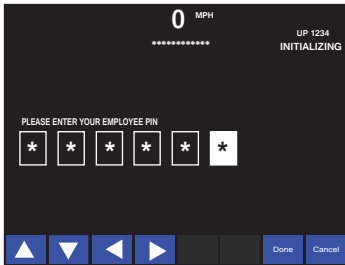 0 MPH
************
UP 1234
INITIALIZING
PLEASE ENTER YOUR EMPLOYEE PIN
* * * * * *
Done Cancel